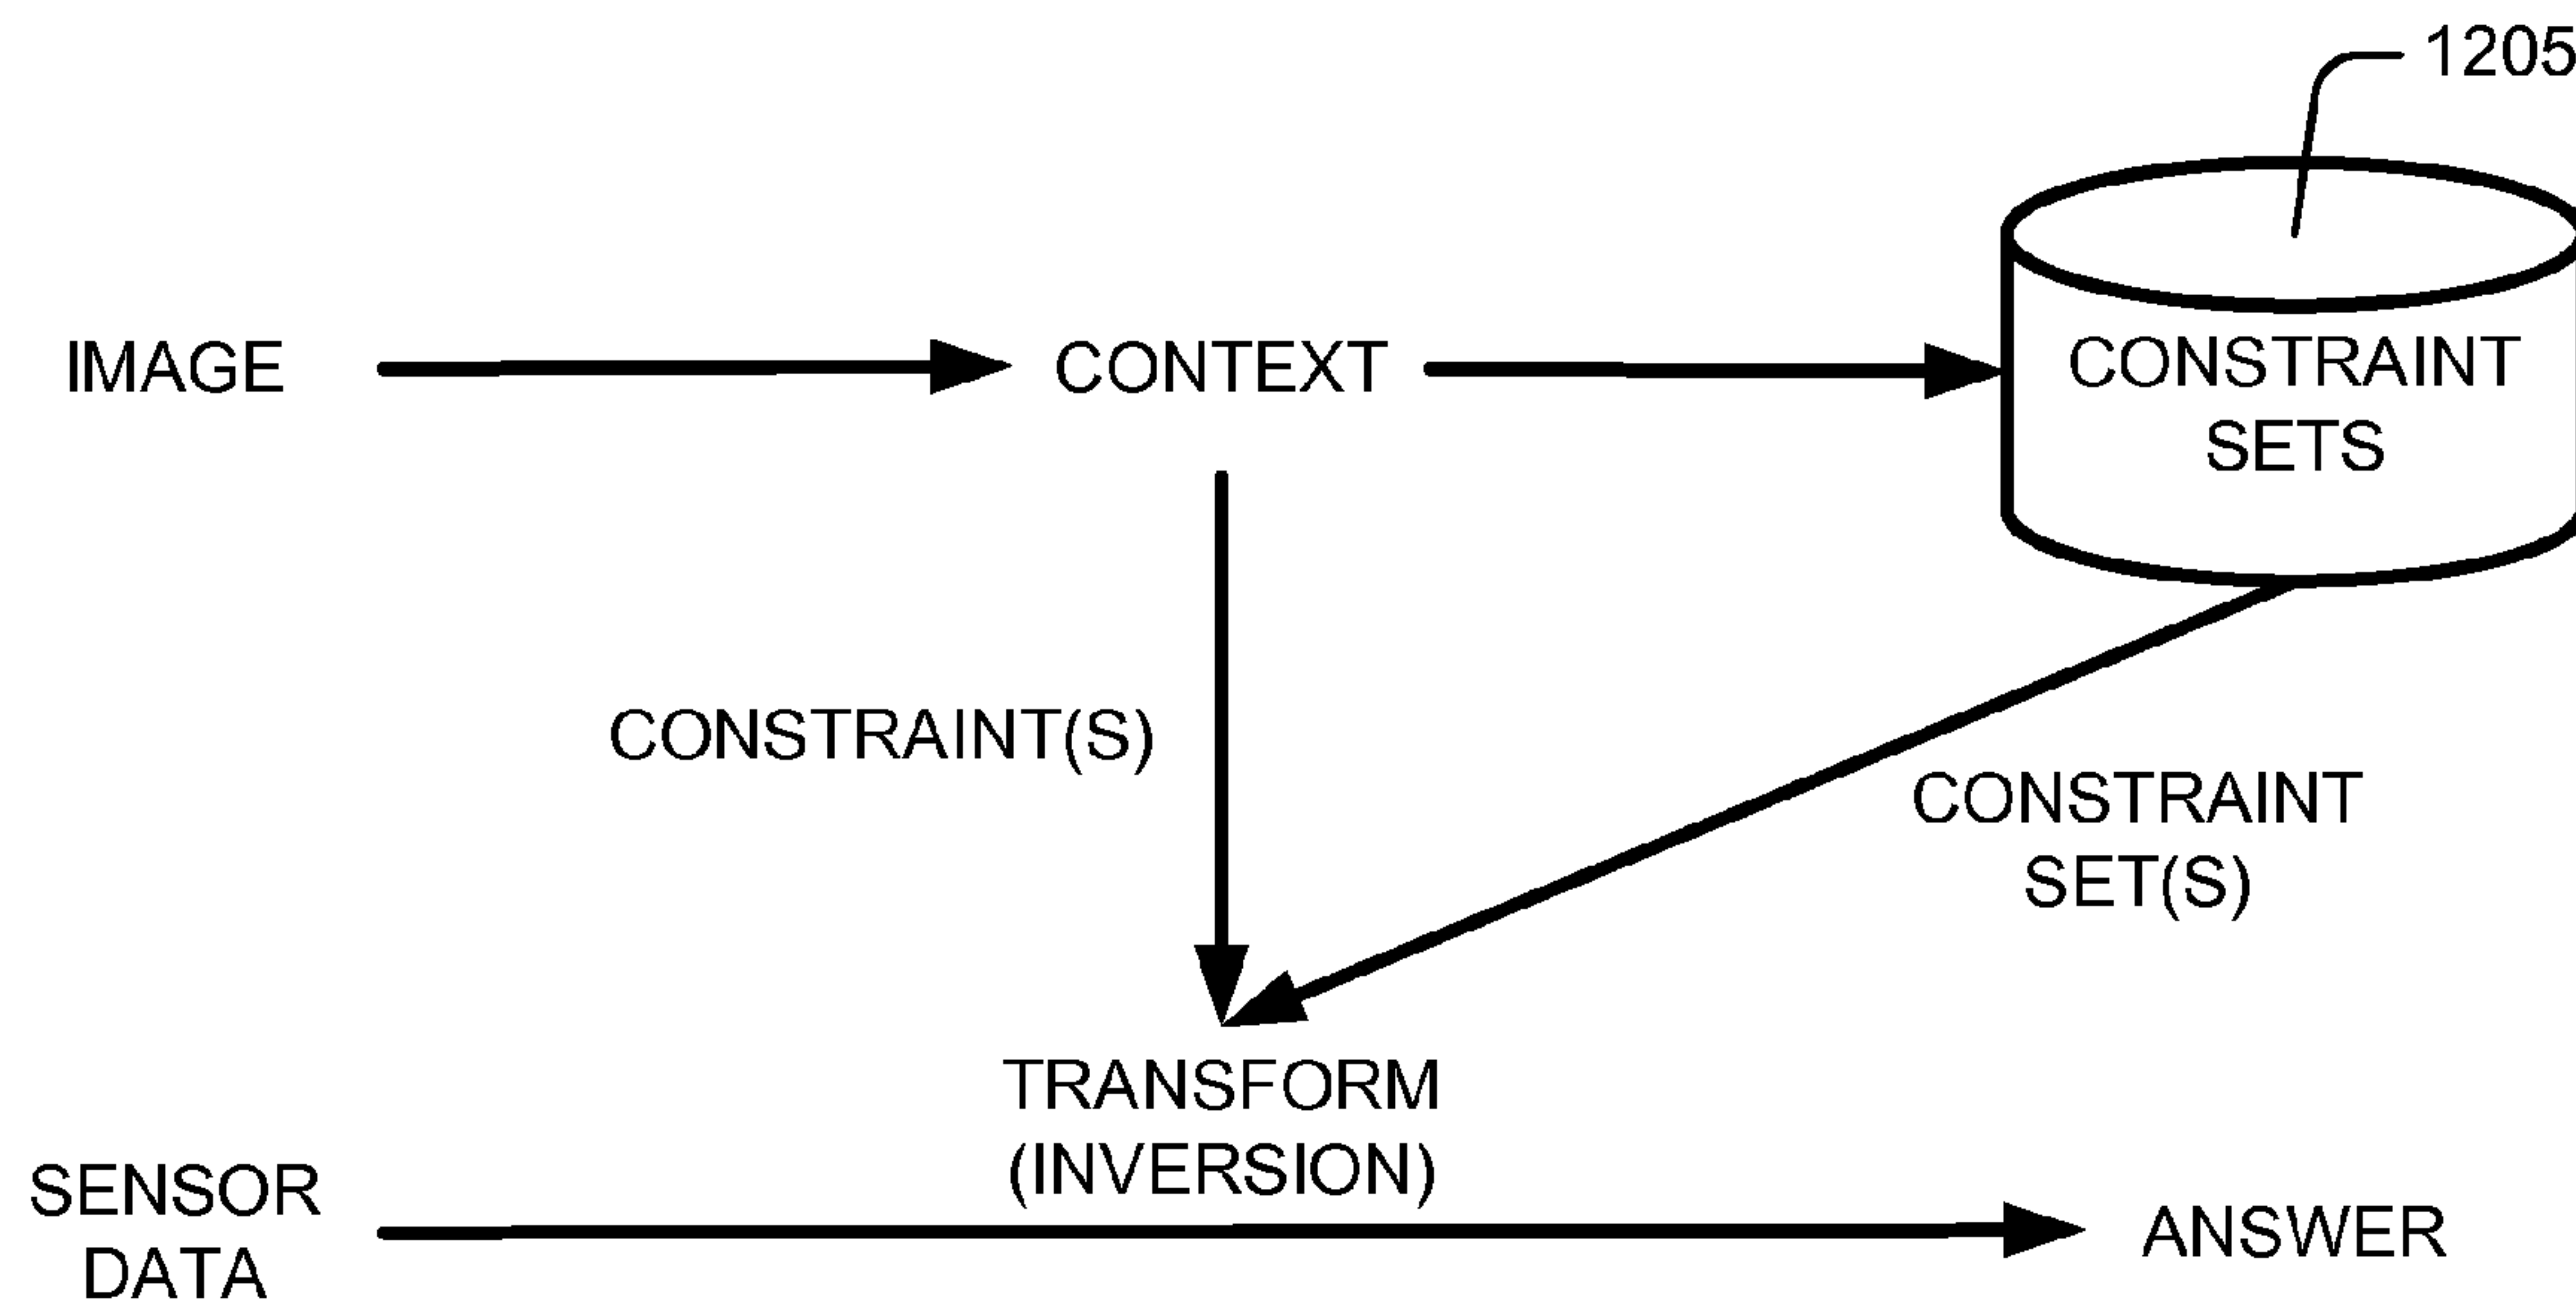 1205
IMAGE
CONTEXT
CONSTRAINT
SETS
CONSTRAINT(S)
CONSTRAINT
SET(S)
TRANSFORM
(INVERSION)
SENSOR
DATA
ANSWER